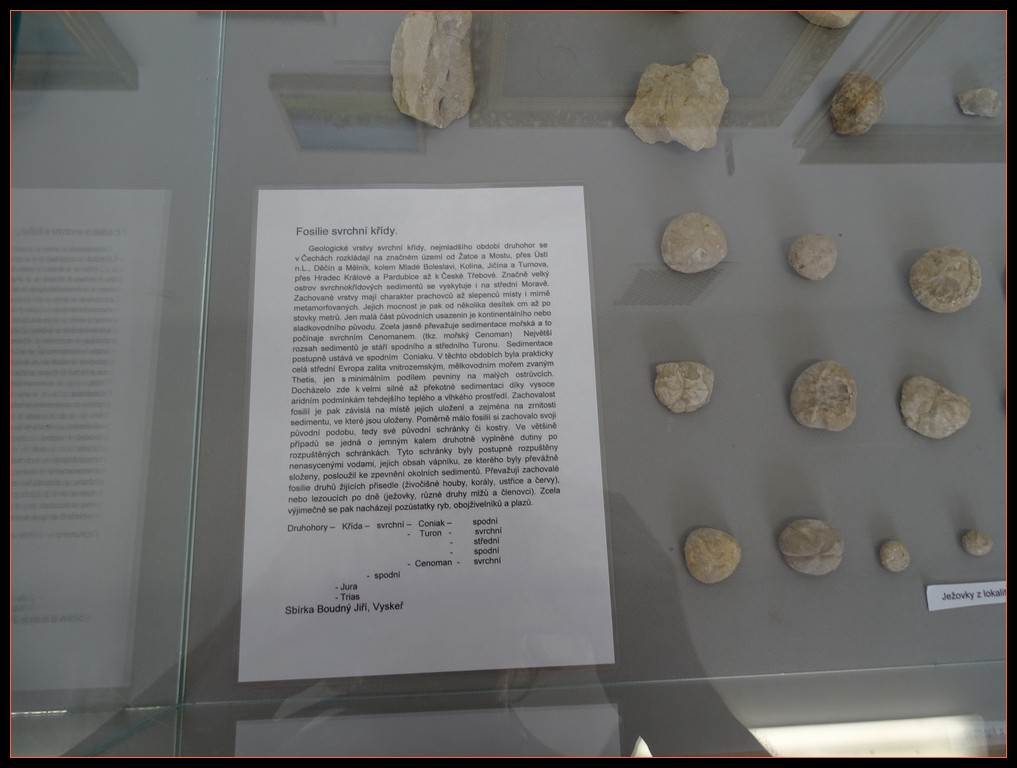 Fosilie svrchní křídy.
Geologické vrstvy svrchní křídy, nejmladšího období druhohor se
v Čechách rozkládají na značném území od Žatce a Mostu, přes Ústí
n.L., Děčín a Mělník, kolem Mladé Boleslavi, Kolína, Jičína a Turnova,
přes Hradec Králové a Pardubice až k České Třebové. Značně velký
ostrov svrchnokřídových sedimentů se vyskytuje i na střední Moravě.
Zachované vrstvy mají charakter prachovců až slepenců místy i mírně
metamorfovaných. Jejich mocnost je pak od několika desítek cm až po
stovky metrů. Jen malá část původních usazenin je kontinentálního nebo
sladkovodního původu. Zcela jasně převažuje sedimentace mořská a to
počínaje svrchním Cenomanem. (tkz. mořský Cenoman) Největší
rozsah sedimentů je stáří spodního a středního Turonu. Sedimentace
postupně ustává ve spodním Coniaku. V těchto obdobích byla prakticky
celá střední Evropa zalita vnitrozemským, mělkovodním mořem zvaným
Thetis, jen s minimálním podílem pevniny na malých ostrůvcích.
Docházelo zde k velmi silné až překotné sedimentaci díky vysoce
aridním podmínkám tehdejšího teplého a vlhkého prostředí. Zachovalost
fosilií je pak závislá na místě jejich uložení a zejména na zrnitosti
sedimentu, ve které jsou uloženy. Poměrně málo fosilií si zachovalo svoji
původní podobu, tedy své původní schránky či kostry. Ve většině
případů se jedná o jemným kalem druhotně vyplněné dutiny po
rozpuštěných schránkách. Tyto schránky byly postupně rozpuštěny
nenasycenými vodami, jejich obsah vápníku, ze kterého byly převážně
složeny, posloužil ke zpevnění okolních sedimentů. Převažují zachovalé
fosilie druhů žijících přisedle (živočišné houby, korály, ústřice a červy),
nebo lezoucích po dně (ježovky, různé druhy mlžů a členovci). Zcela
výjimečně se pak nacházejí pozůstatky ryb, obojživelníků a plazů.
Druhohory – Křída – svrchní – Coniak – spodní
- Turon - svrchní
- střední
- spodní
- Cenoman - svrchní
- spodní
- Jura
- Trias
Sbírka Boudný Jiří, Vyskeř
Ježovky z lokalit